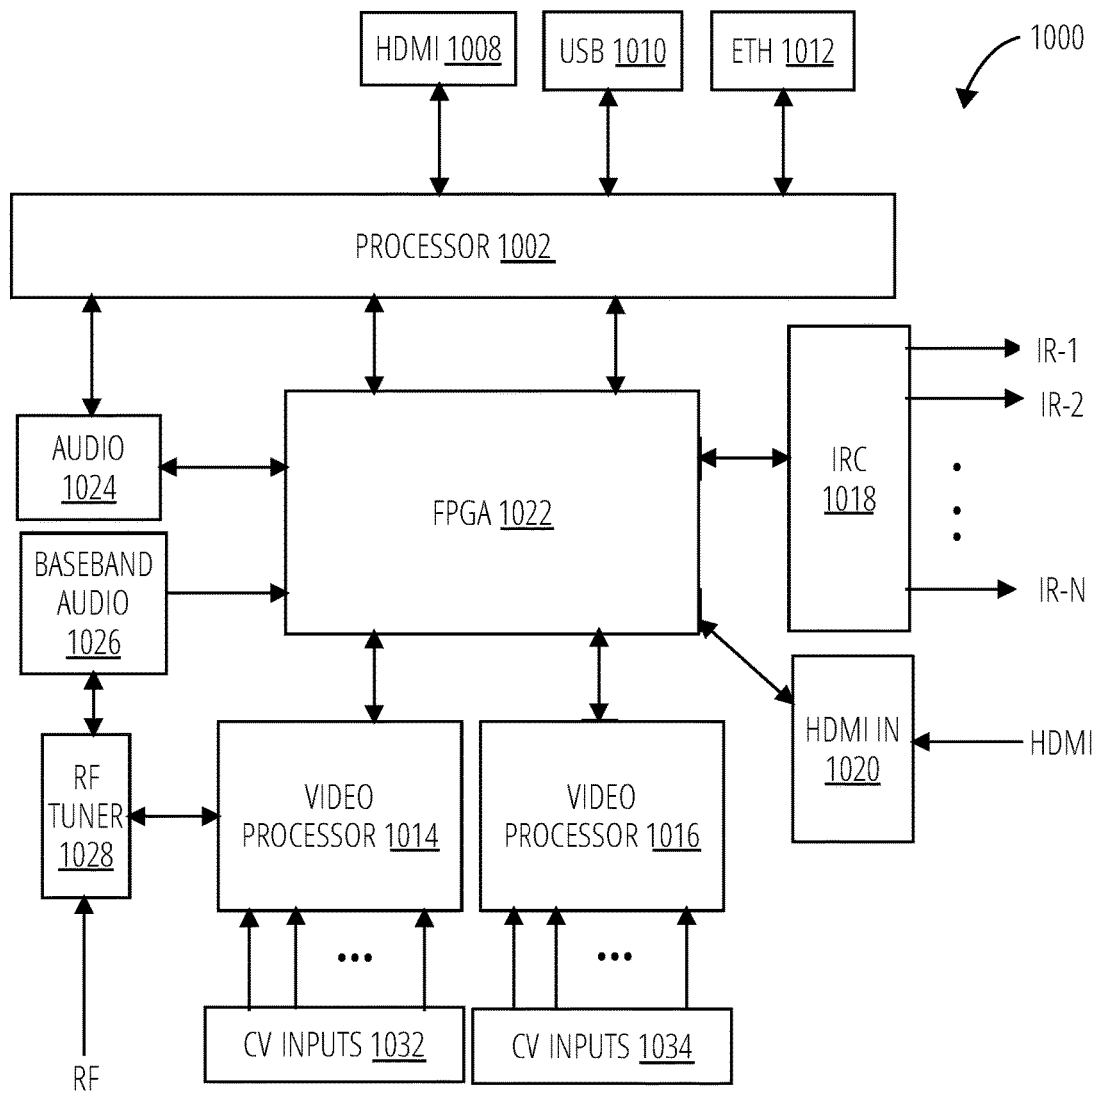 HDMI 1008
USB 1010
ETH 1012
1000
PROCESSOR 1002
IR-1
IR-2
AUDIO
1024
FPGA 1022
IRC
1018
BASEBAND
AUDIO
1026
IR-N
HDMI IN
1020
HDMI
RF
TUNER
1028
VIDEO
PROCESSOR 1014
VIDEO
PROCESSOR 1016
CV INPUTS 1032
CV INPUTS 1034
RF